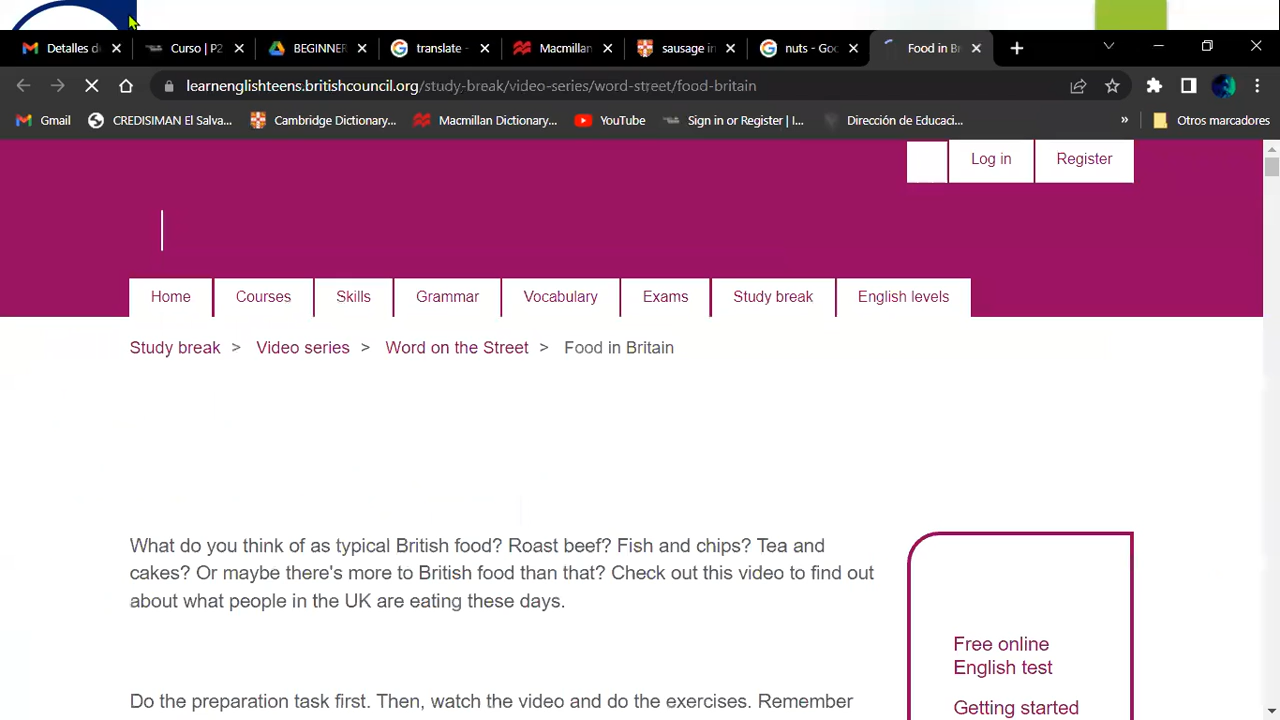 Detalles d
Curso | P2
BEGINNER
translate -
Macmillan
sausage in
nuts - Goo
Food in Br
learnenglishteens.britishcouncil.org/study-break/video-series/word-street/food-britain
Gmail
CREDISIMAN El Salva...
Cambridge Dictionary...
Macmillan Dictionary...
YouTube
Sign in or Register | I...
Dirección de Educaci...
»
Otros marcadores
Log in
Register
Home
Courses
Skills
Grammar
Vocabulary
Exams
Study break
English levels
Study break > Video series > Word on the Street > Food in Britain
What do you think of as typical British food? Roast beef? Fish and chips? Tea and
cakes? Or maybe there's more to British food than that? Check out this video to find out
about what people in the UK are eating these days.
Free online
English test
Do the preparation task first. Then, watch the video and do the exercises. Remember
Getting started